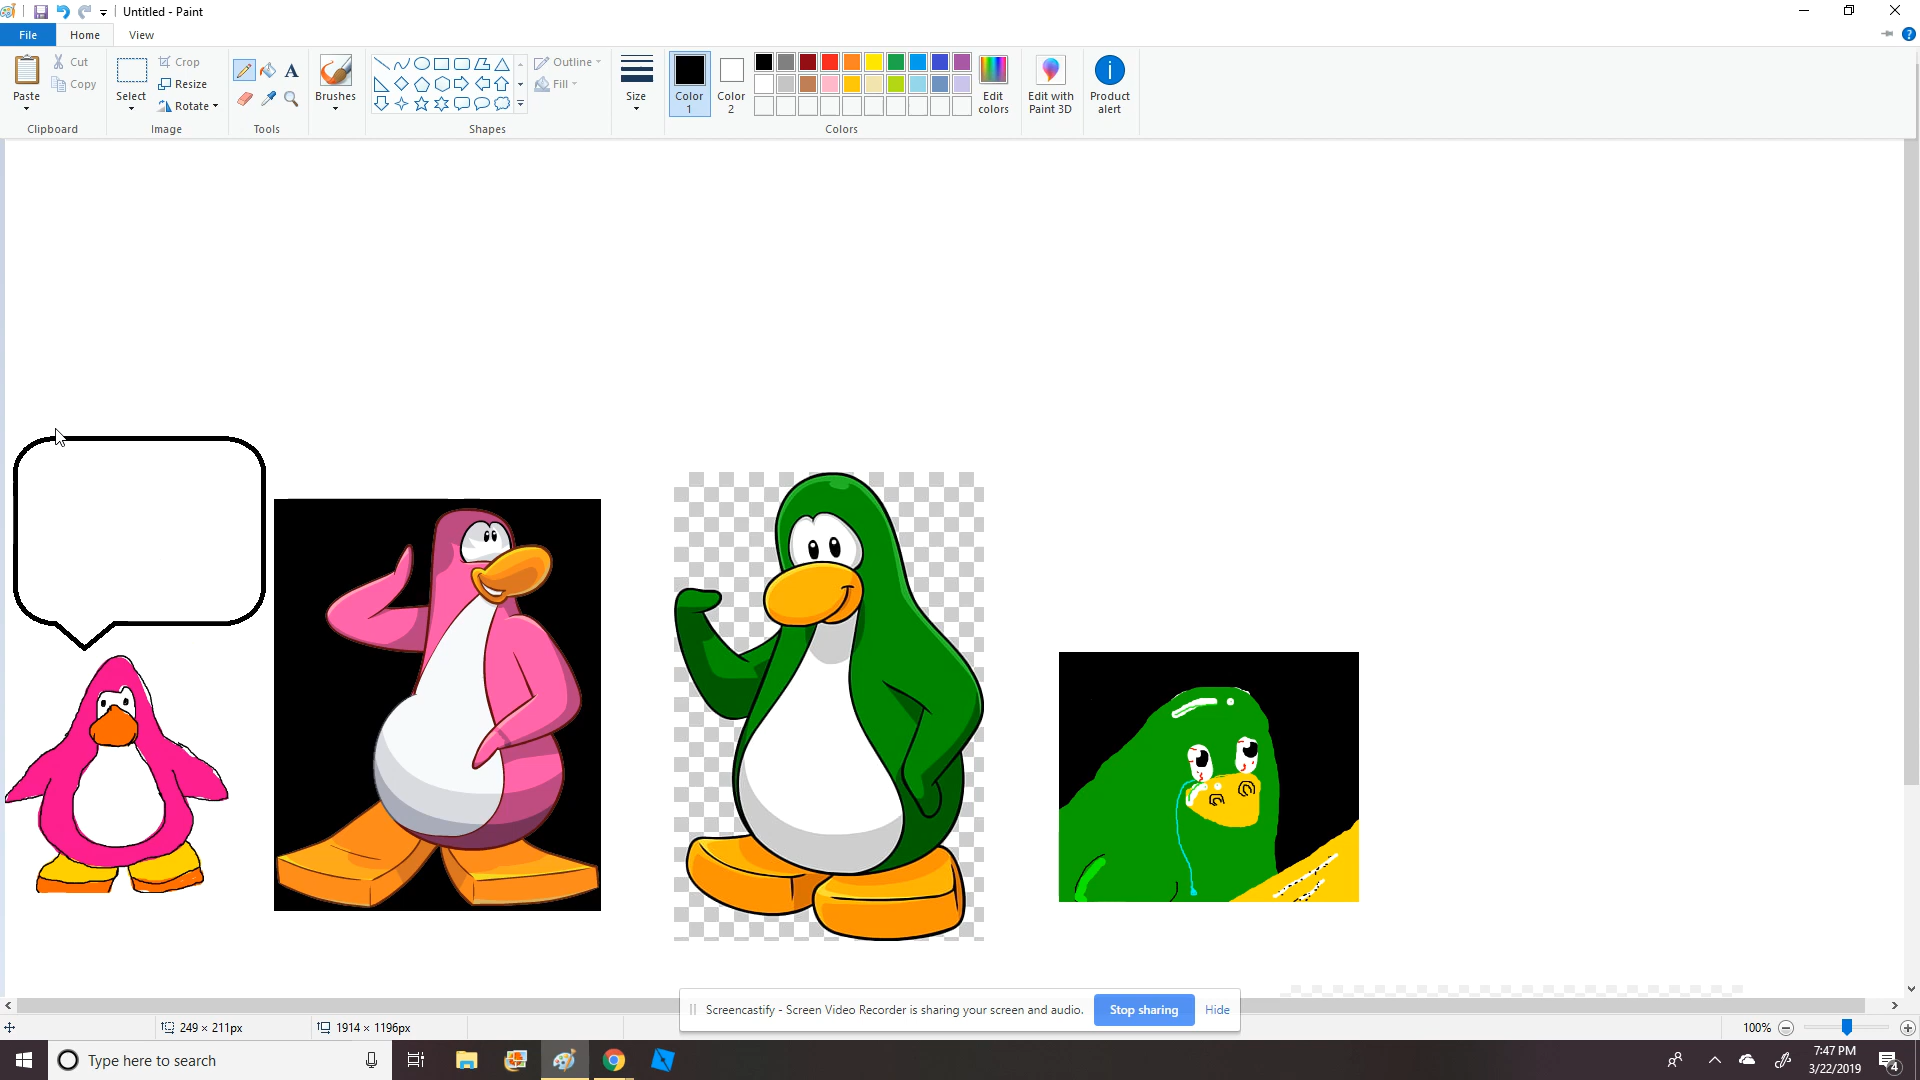 Untitled - Paint
File Home View
Paste
Cut
Copy
Clipboard
Select
Crop
Resize
Rotate
Image
A
Tools
Brushes
Shapes
Outline
Fill
Size
Color 1
Color 2
Colors
Edit colors
Edit with Paint 3D
Product alert
Screencastify - Screen Video Recorder is sharing your screen and audio. Stop sharing Hide
249 × 211px 1914 × 1196px 100%
Type here to search
7:47 PM
3/22/2019
4